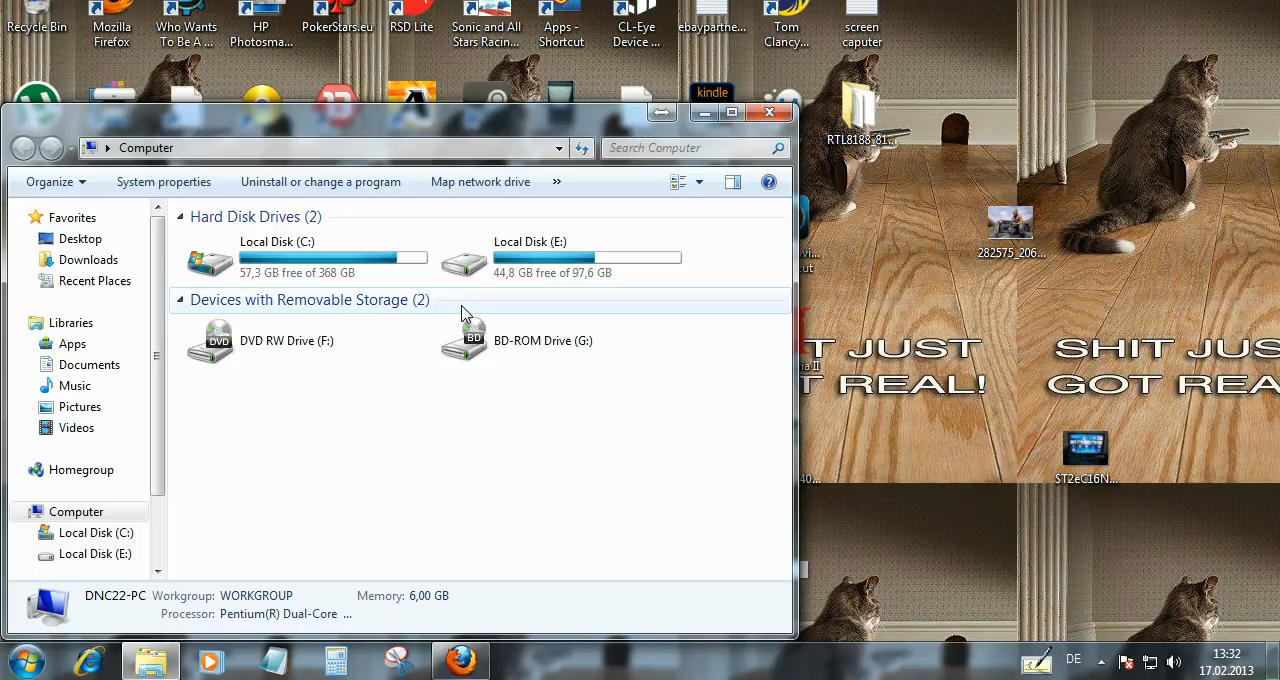 Recycle Bin
Mozilla
Firefox
Who Wants
To Be A ...
HP
Photosma...
PokerStars.eu
RSD Lite
Sonic and All
Stars Racin...
Apps -
Shortcut
CL-Eye
Device ...
ebaypartne...
Tom
Clancy...
screen
caputer
kindle
RTL8188-81...
282575_206...
Computer
Search Computer
Organize
System properties
Uninstall or change a program
Map network drive
»
Favorites
Desktop
Downloads
Recent Places
Libraries
Apps
Documents
Music
Pictures
Videos
Homegroup
Computer
Local Disk (C:)
Local Disk (E:)
Hard Disk Drives (2)
Local Disk (C:)
57,3 GB free of 368 GB
Local Disk (E:)
44,8 GB free of 97,6 GB
Devices with Removable Storage (2)
DVD
DVD RW Drive (F:)
BD
BD-ROM Drive (G:)
T JUST
T REAL!
SHIT JUS
GOT REA
ST2eC16N...
DNC22-PC
Workgroup: WORKGROUP
Memory: 6,00 GB
Processor: Pentium(R) Dual-Core ...
DE
13:32
17.02.2013